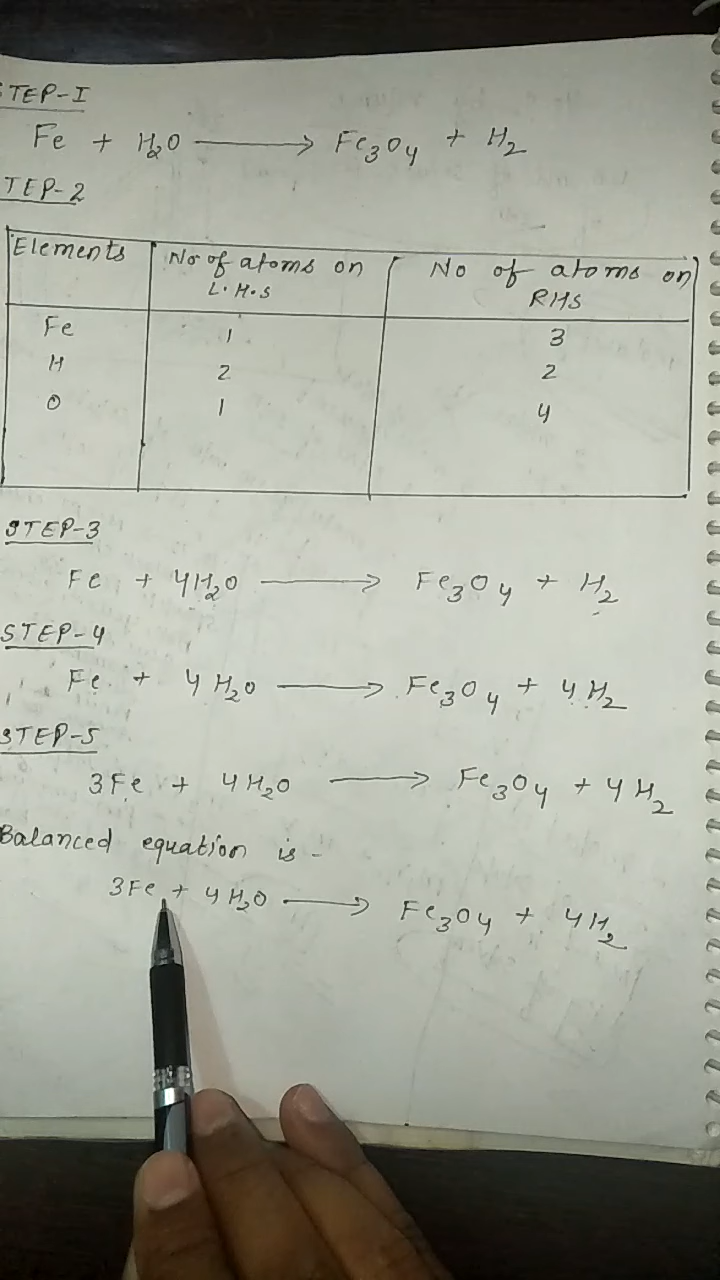 STEP-I
Fe + H₂O ⟶ Fe₃O₄ + H₂
TEP-2
Elements No of atoms on L.H.S No of atoms on RHS
Fe 1 3
H 2 2
O 1 4
STEP-3
Fe + 4H₂O ⟶ Fe₃O₄ + H₂
STEP-4
Fe + 4H₂O ⟶ Fe₃O₄ + 4H₂
STEP-5
3Fe + 4H₂O ⟶ Fe₃O₄ + 4H₂
Balanced equation is -
3Fe + 4H₂O ⟶ Fe₃O₄ + 4H₂